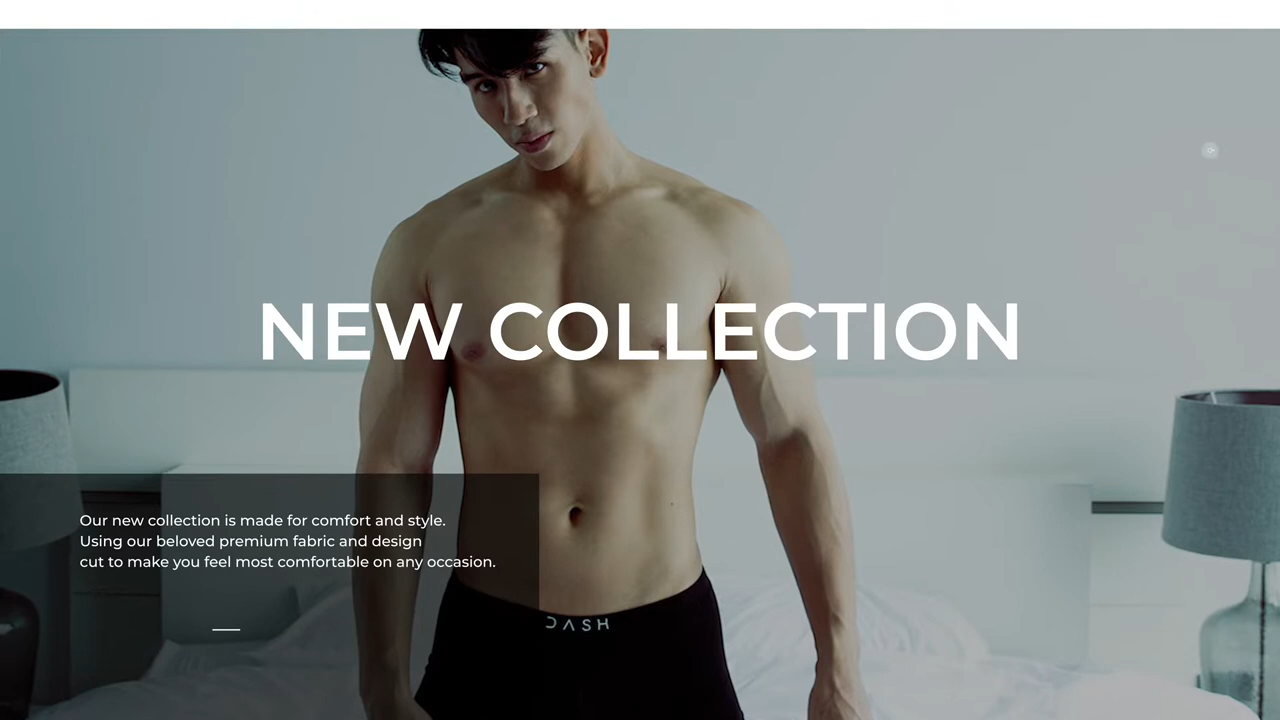 NEW COLLECTION
Our new collection is made for comfort and style.
Using our beloved premium fabric and design
cut to make you feel most comfortable on any occasion.
DASH